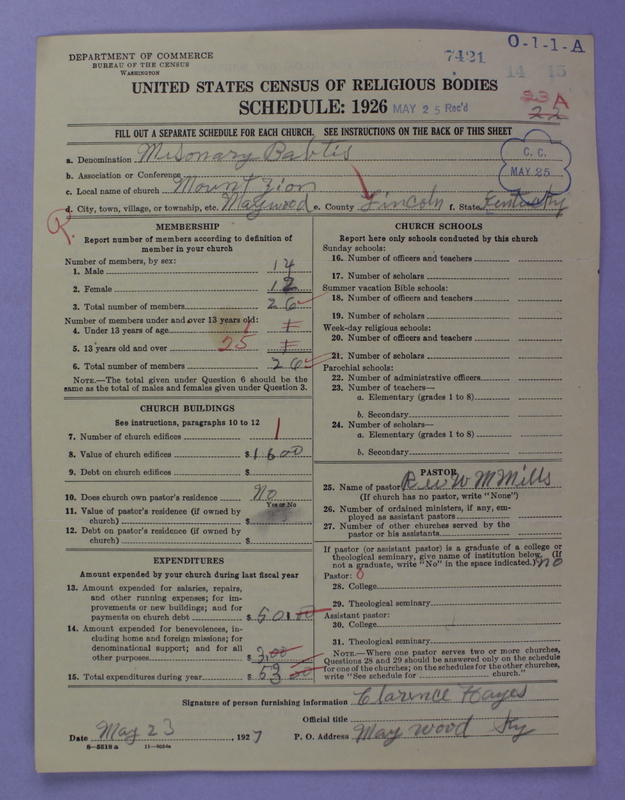 DEPARTMENT OF COMMERCE
BUREAU OF THE CENSUS
WASHINGTON
7421
0-1-1-A
14 15
UNITED STATES CENSUS OF RELIGIOUS BODIES
SCHEDULE: 1926 MAY 25 Rec'd
23 A
22
FILL OUT A SEPARATE SCHEDULE FOR EACH CHURCH. SEE INSTRUCTIONS ON THE BACK OF THIS SHEET
a. Denomination Misonary Babtis
C. C.
MAY 25
b. Association or Conference
c. Local name of church Mount Zion
d. City, town, village, or township, etc. Maywood e. County Lincoln f. State Kentucky
R.
MEMBERSHIP
Report number of members according to definition of
member in your church
Number of members, by sex:
1. Male 14
2. Female 12
3. Total number of members 26
Number of members under and over 13 years old:
4. Under 13 years of age 1
5. 13 years old and over 25
6. Total number of members 26
NOTE.—The total given under Question 6 should be the
same as the total of males and females given under Question 3.
CHURCH BUILDINGS
See instructions, paragraphs 10 to 12
7. Number of church edifices 1
8. Value of church edifices $ 1600
9. Debt on church edifices $
10. Does church own pastor's residence No
Yes or No
11. Value of pastor's residence (if owned by
church) $
12. Debt on pastor's residence (if owned by
church) $
EXPENDITURES
Amount expended by your church during last fiscal year
13. Amount expended for salaries, repairs,
and other running expenses; for im-
provements or new buildings; and for
payments on church debt $ 50.00
14. Amount expended for benevolences, in-
cluding home and foreign missions; for
denominational support; and for all
other purposes $ 3.00
15. Total expenditures during year $ 53 00
CHURCH SCHOOLS
Report here only schools conducted by this church
Sunday schools:
16. Number of officers and teachers
17. Number of scholars
Summer vacation Bible schools:
18. Number of officers and teachers
19. Number of scholars
Week-day religious schools:
20. Number of officers and teachers
21. Number of scholars
Parochial schools:
22. Number of administrative officers
23. Number of teachers—
a. Elementary (grades 1 to 8)
b. Secondary
24. Number of scholars—
a. Elementary (grades 1 to 8)
b. Secondary
PASTOR
25. Name of pastor Rev W M Mills
(If church has no pastor, write "None")
26. Number of ordained ministers, if any, em-
ployed as assistant pastors
27. Number of other churches served by the
pastor or his assistants
If pastor (or assistant pastor) is a graduate of a college or
theological seminary, give name of institution below. (If
not a graduate, write "No" in the space indicated.) no
Pastor:
28. College
29. Theological seminary
Assistant pastor:
30. College
31. Theological seminary
NOTE.—Where one pastor serves two or more churches,
Questions 28 and 29 should be answered only on the schedule
for one of the churches; on the schedules for the other churches,
write "See schedule for church."
Signature of person furnishing information Clarence Hayes
Official title
Date May 23, 1927 P. O. Address May wood Ky
8—5518 a